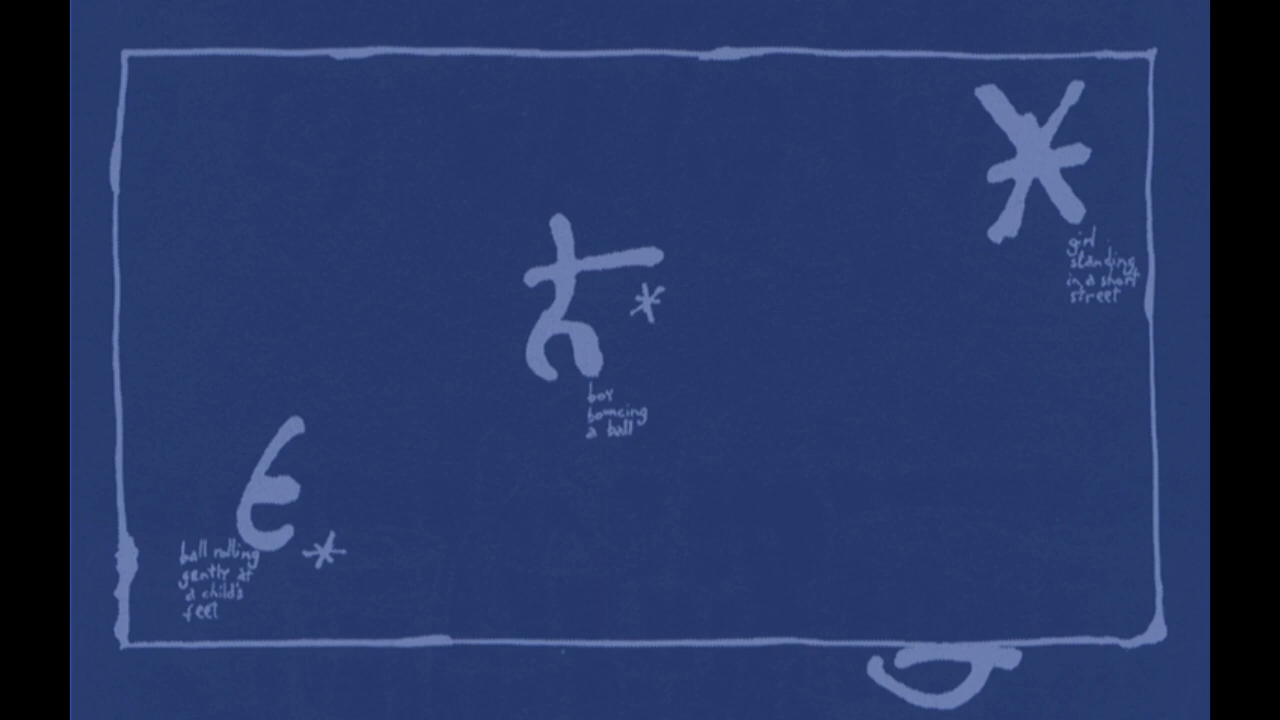 girl
standing
in a short
street
boy
bouncing
a ball
ball rolling
gently at
a child's
feet